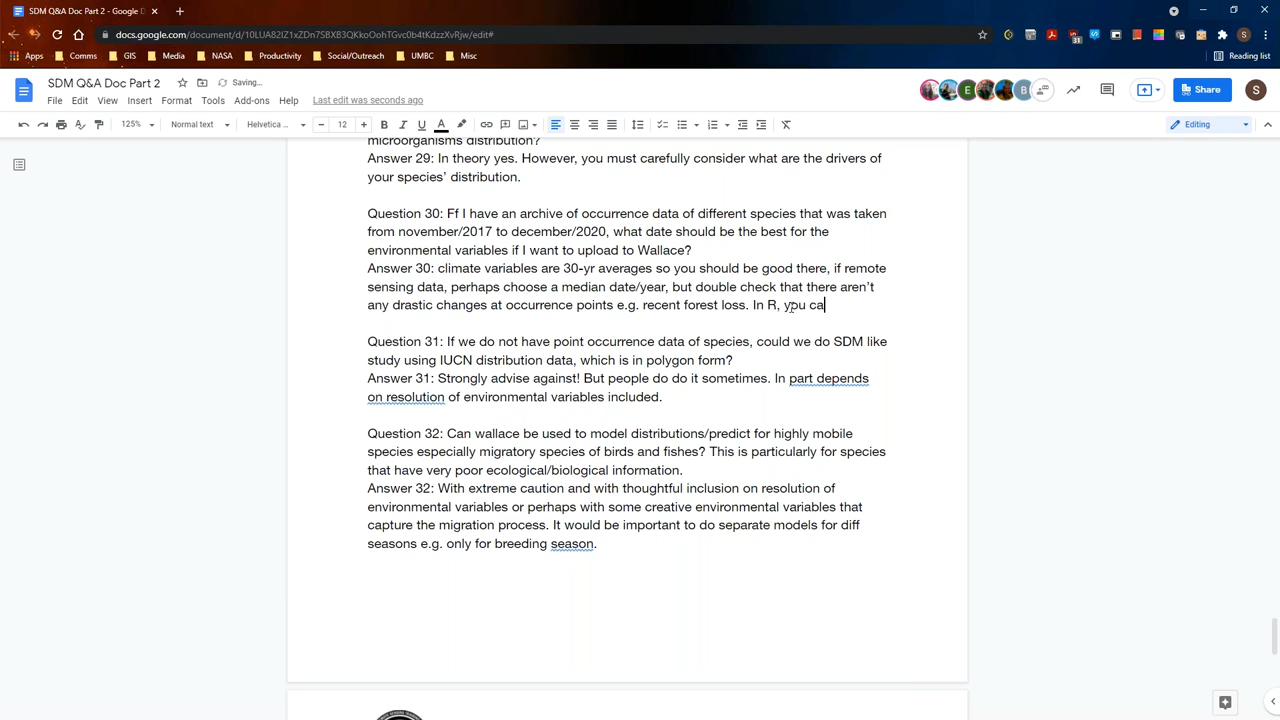 SDM Q&A Doc Part 2 - Google D
docs.google.com/document/d/10LUA82IZ1xZDn7SBXB3QKkoOohTGvc0b4tKdzzXvRjw/edit#
Apps Comms GIS Media NASA Productivity Social/Outreach UMBC Misc Reading list
SDM Q&A Doc Part 2 Saving...
File Edit View Insert Format Tools Add-ons Help Last edit was seconds ago
E B Share S
125% Normal text Helvetica ... 12 B I U A Editing
microorganisms distribution?
Answer 29: In theory yes. However, you must carefully consider what are the drivers of
your species’ distribution.
Question 30: Ff I have an archive of occurrence data of different species that was taken
from november/2017 to december/2020, what date should be the best for the
environmental variables if I want to upload to Wallace?
Answer 30: climate variables are 30-yr averages so you should be good there, if remote
sensing data, perhaps choose a median date/year, but double check that there aren’t
any drastic changes at occurrence points e.g. recent forest loss. In R, you ca
Question 31: If we do not have point occurrence data of species, could we do SDM like
study using IUCN distribution data, which is in polygon form?
Answer 31: Strongly advise against! But people do do it sometimes. In part depends
on resolution of environmental variables included.
Question 32: Can wallace be used to model distributions/predict for highly mobile
species especially migratory species of birds and fishes? This is particularly for species
that have very poor ecological/biological information.
Answer 32: With extreme caution and with thoughtful inclusion on resolution of
environmental variables or perhaps with some creative environmental variables that
capture the migration process. It would be important to do separate models for diff
seasons e.g. only for breeding season.